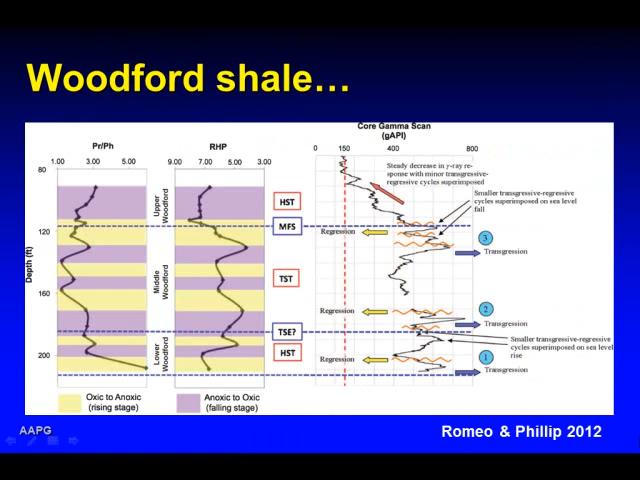 Woodford shale…
Core Gamma Scan
(gAPI)
Pr/Ph
RHP
1.00 3.00 5.00
9.00 7.00 5.00 3.00
0 150 400 800
80
120
160
200
Depth (ft)
Upper
Woodford
Middle
Woodford
Lower
Woodford
HST
MFS
TST
TSE?
HST
Steady decrease in γ-ray re-
sponse with minor transgressive-
regressive cycles superimposed
Smaller transgressive-regressive
cycles superimposed on sea level
fall
Regression
3
Transgression
Regression
2
Transgression
Smaller transgressive-regressive
cycles superimposed on sea level
rise
Regression
1
Transgression
Oxic to Anoxic
(rising stage)
Anoxic to Oxic
(falling stage)
AAPG
Romeo & Phillip 2012